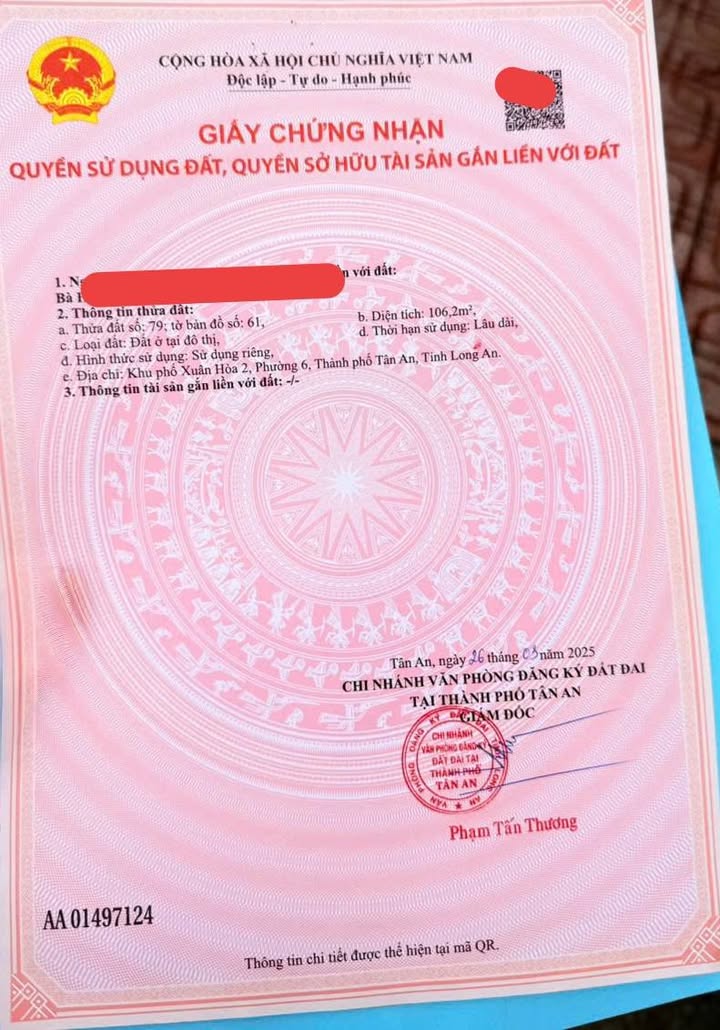 CỘNG HÒA XÃ HỘI CHỦ NGHĨA VIỆT NAM
Độc lập - Tự do - Hạnh phúc
GIẤY CHỨNG NHẬN
QUYỀN SỬ DỤNG ĐẤT, QUYỀN SỞ HỮU TÀI SẢN GẮN LIỀN VỚI ĐẤT
1. với đất:
Bà
2. Thông tin thửa đất:
a. Thửa đất số: 79; tờ bản đồ số: 61, b. Diện tích: 106,2m²,
c. Loại đất: Đất ở tại đô thị, d. Thời hạn sử dụng: Lâu dài,
đ. Hình thức sử dụng: Sử dụng riêng,
e. Địa chỉ: Khu phố Xuân Hòa 2, Phường 6, Thành phố Tân An, Tỉnh Long An.
3. Thông tin tài sản gắn liền với đất: -/-
Tân An, ngày 26 tháng 03 năm 2025
CHI NHÁNH VĂN PHÒNG ĐĂNG KÝ ĐẤT ĐAI
TẠI THÀNH PHỐ TÂN AN
GIÁM ĐỐC
CHI NHÁNH
VĂN PHÒNG ĐĂNG KÝ
ĐẤT ĐAI TẠI
THÀNH PHỐ
TÂN AN
Phạm Tấn Thương
AA 01497124
Thông tin chi tiết được thể hiện tại mã QR.